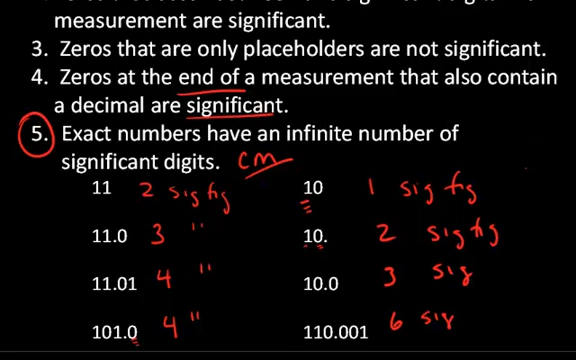 measurement are significant.
3. Zeros that are only placeholders are not significant.
4. Zeros at the end of a measurement that also contain
a decimal are significant.
5. Exact numbers have an infinite number of
significant digits. cm
11 2 sig fig 10 1 sig fig
11.0 3 " 10. 2 sig fig
11.01 4 " 10.0 3 sig
101.0 4 " 110.001 6 sig